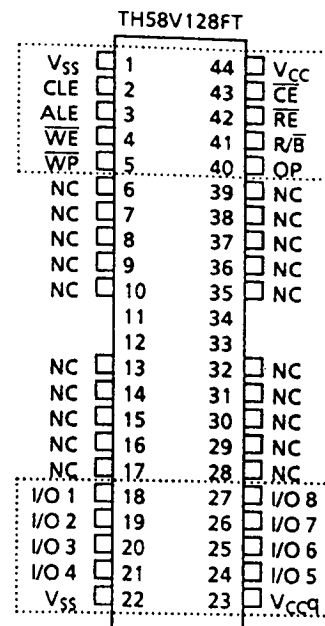 TH58V128FT
VSS 1 44 VCC
CLE 2 43 C̅E̅
ALE 3 42 R̅E̅
W̅E̅ 4 41 R/B̅
W̅P̅ 5 40 OP
NC 6 39 NC
NC 7 38 NC
NC 8 37 NC
NC 9 36 NC
NC 10 35 NC
11 34
12 33
NC 13 32 NC
NC 14 31 NC
NC 15 30 NC
NC 16 29 NC
NC 17 28 NC
I/O 1 18 27 I/O 8
I/O 2 19 26 I/O 7
I/O 3 20 25 I/O 6
I/O 4 21 24 I/O 5
VSS 22 23 VCCq